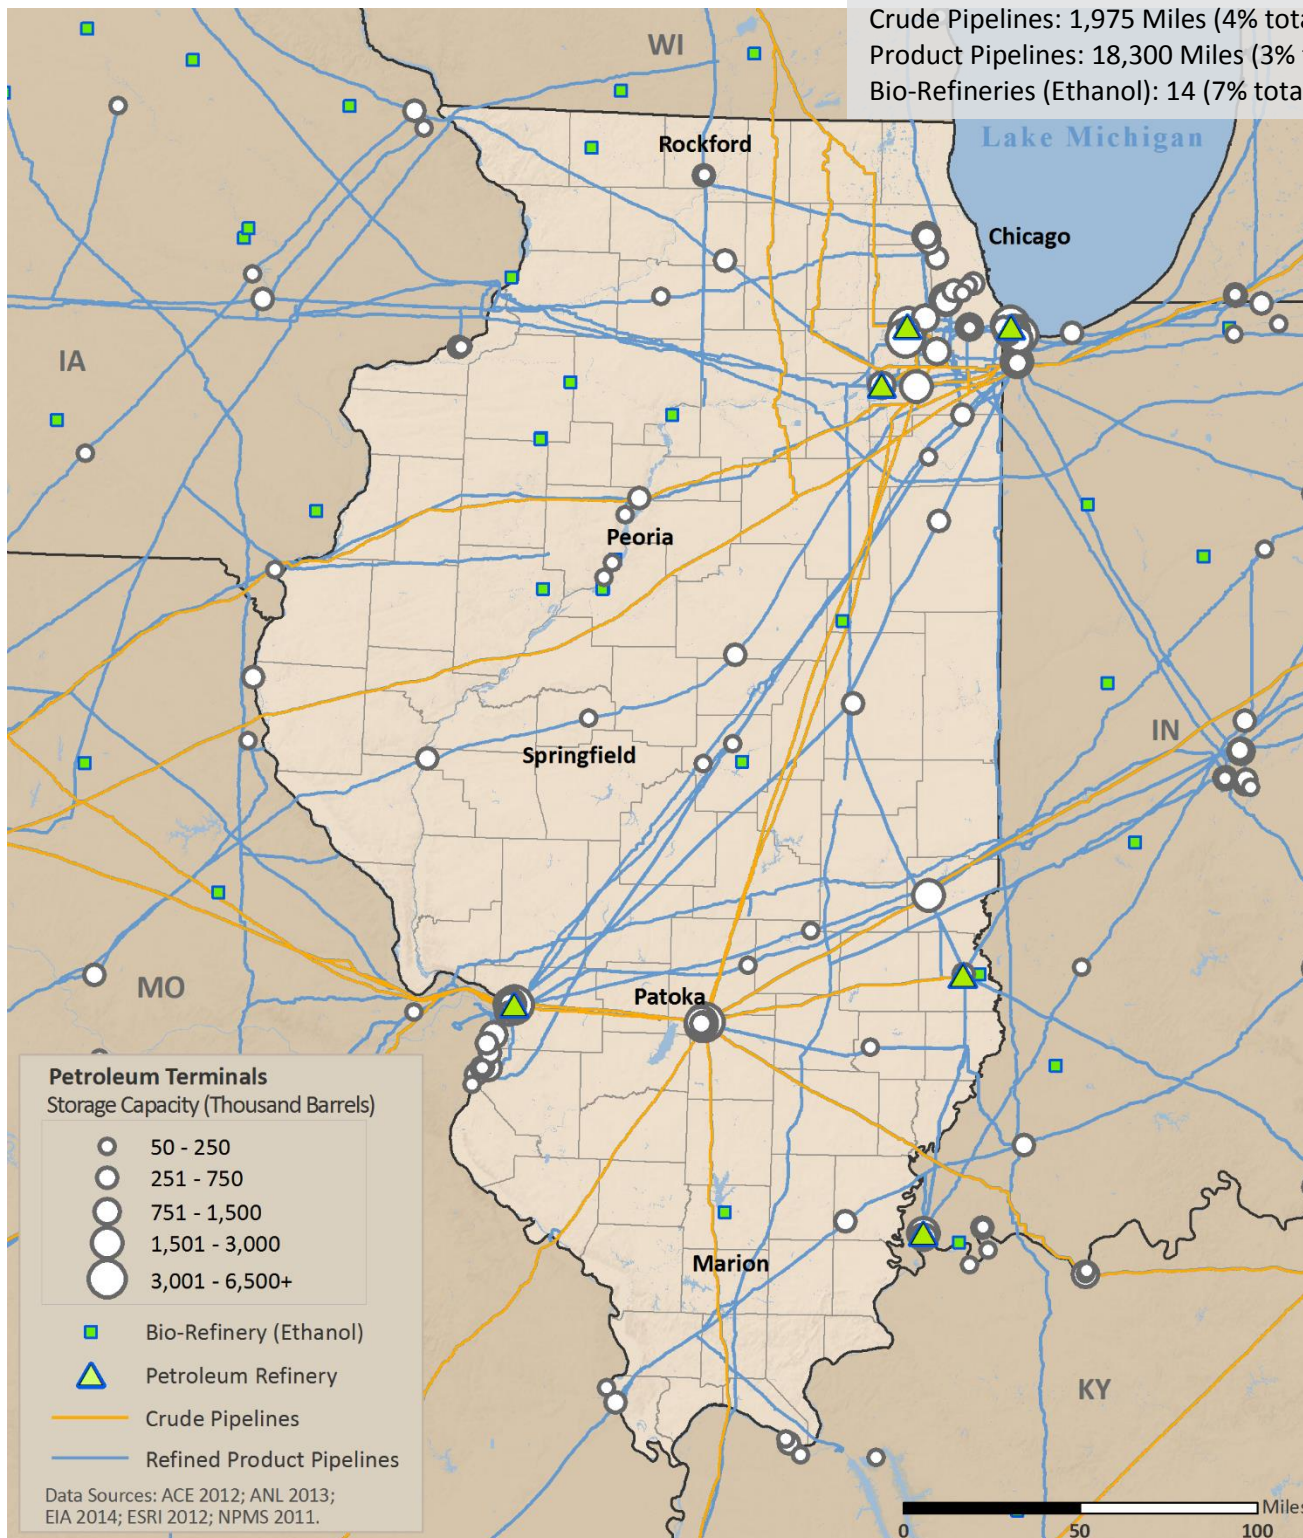 Crude Pipelines: 1,975 Miles (4% tota
Product Pipelines: 18,300 Miles (3%
Bio-Refineries (Ethanol): 14 (7% tota
WI
Lake Michigan
Rockford
Chicago
IA
Peoria
IN
Springfield
MO
Patoka
Marion
KY
Petroleum Terminals
Storage Capacity (Thousand Barrels)
50 - 250
251 - 750
751 - 1,500
1,501 - 3,000
3,001 - 6,500+
Bio-Refinery (Ethanol)
Petroleum Refinery
Crude Pipelines
Refined Product Pipelines
Data Sources: ACE 2012; ANL 2013;
EIA 2014; ESRI 2012; NPMS 2011.
Miles
0 50 100